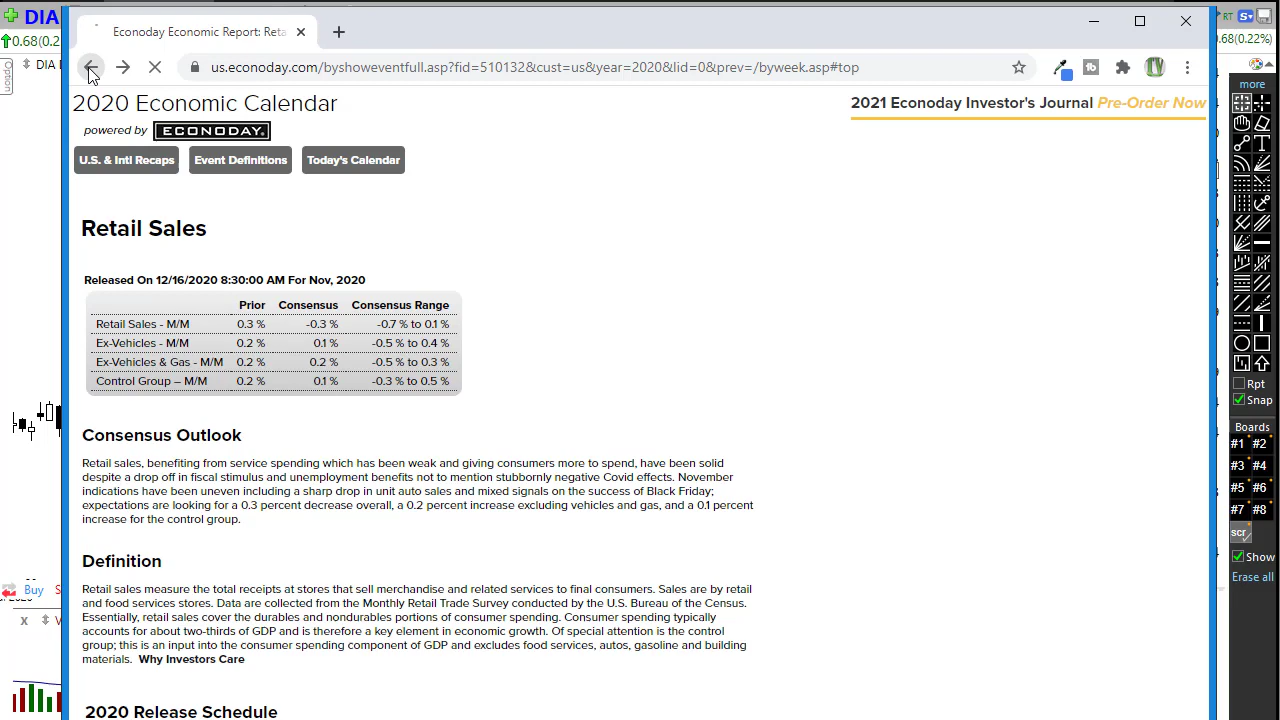 DIA
0.68(0.2
DIA D
Option
Buy
S
x
V
Econoday Economic Report: Reta
us.econoday.com/byshoweventfull.asp?fid=510132&cust=us&year=2020&lid=0&prev=/byweek.asp#top
2020 Economic Calendar
powered by ECONODAY
2021 Econoday Investor's Journal Pre-Order Now
U.S. & Intl Recaps Event Definitions Today's Calendar
Retail Sales
Released On 12/16/2020 8:30:00 AM For Nov, 2020
Prior Consensus Consensus Range
Retail Sales - M/M 0.3 % -0.3 % -0.7 % to 0.1 %
Ex-Vehicles - M/M 0.2 % 0.1 % -0.5 % to 0.4 %
Ex-Vehicles & Gas - M/M 0.2 % 0.2 % -0.5 % to 0.3 %
Control Group – M/M 0.2 % 0.1 % -0.3 % to 0.5 %
Consensus Outlook
Retail sales, benefiting from service spending which has been weak and giving consumers more to spend, have been solid
despite a drop off in fiscal stimulus and unemployment benefits not to mention stubbornly negative Covid effects. November
indications have been uneven including a sharp drop in unit auto sales and mixed signals on the success of Black Friday;
expectations are looking for a 0.3 percent decrease overall, a 0.2 percent increase excluding vehicles and gas, and a 0.1 percent
increase for the control group.
Definition
Retail sales measure the total receipts at stores that sell merchandise and related services to final consumers. Sales are by retail
and food services stores. Data are collected from the Monthly Retail Trade Survey conducted by the U.S. Bureau of the Census.
Essentially, retail sales cover the durables and nondurables portions of consumer spending. Consumer spending typically
accounts for about two-thirds of GDP and is therefore a key element in economic growth. Of special attention is the control
group; this is an input into the consumer spending component of GDP and excludes food services, autos, gasoline and building
materials. Why Investors Care
2020 Release Schedule
RT S
.68(0.22%)
more
Rpt
Snap
Boards
#1 #2
#3 #4
#5 #6
#7 #8
scr
Show
Erase all